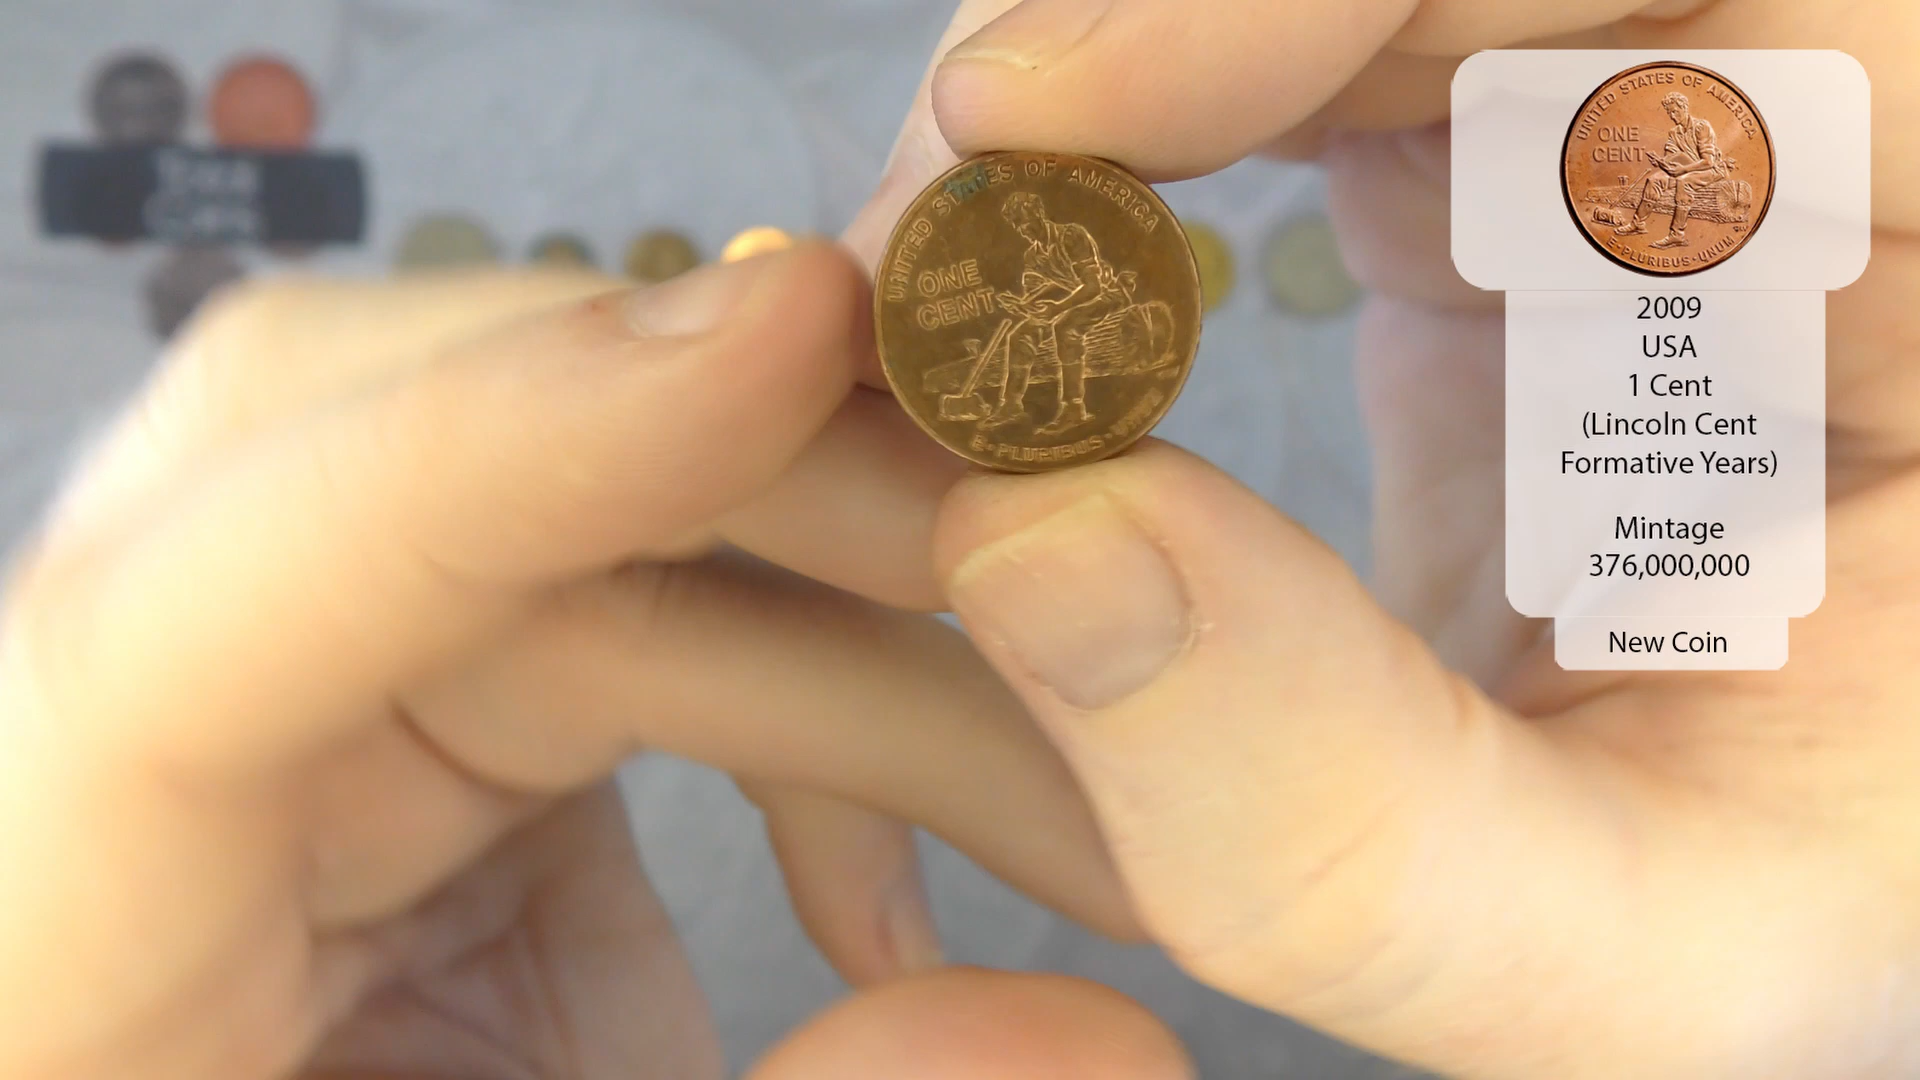 UNITED STATES OF AMERICA
ONE
CENT
E·PLURIBUS·UNUM
UNITED STATES OF AMERICA
ONE
CENT
E·PLURIBUS·UNUM
2009
USA
1 Cent
(Lincoln Cent
Formative Years)
Mintage
376,000,000
New Coin